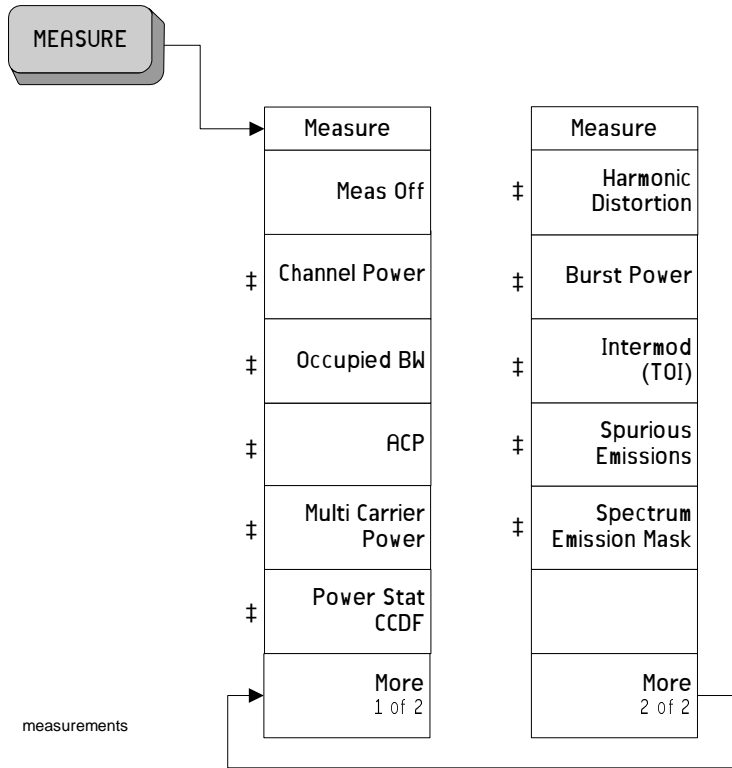 MEASURE
Measure
Meas Off
‡ Channel Power
‡ Occupied BW
‡ ACP
‡ Multi Carrier
Power
‡ Power Stat
CCDF
More
1 of 2
Measure
‡ Harmonic
Distortion
‡ Burst Power
‡ Intermod
(TOI)
‡ Spurious
Emissions
‡ Spectrum
Emission Mask
More
2 of 2
measurements